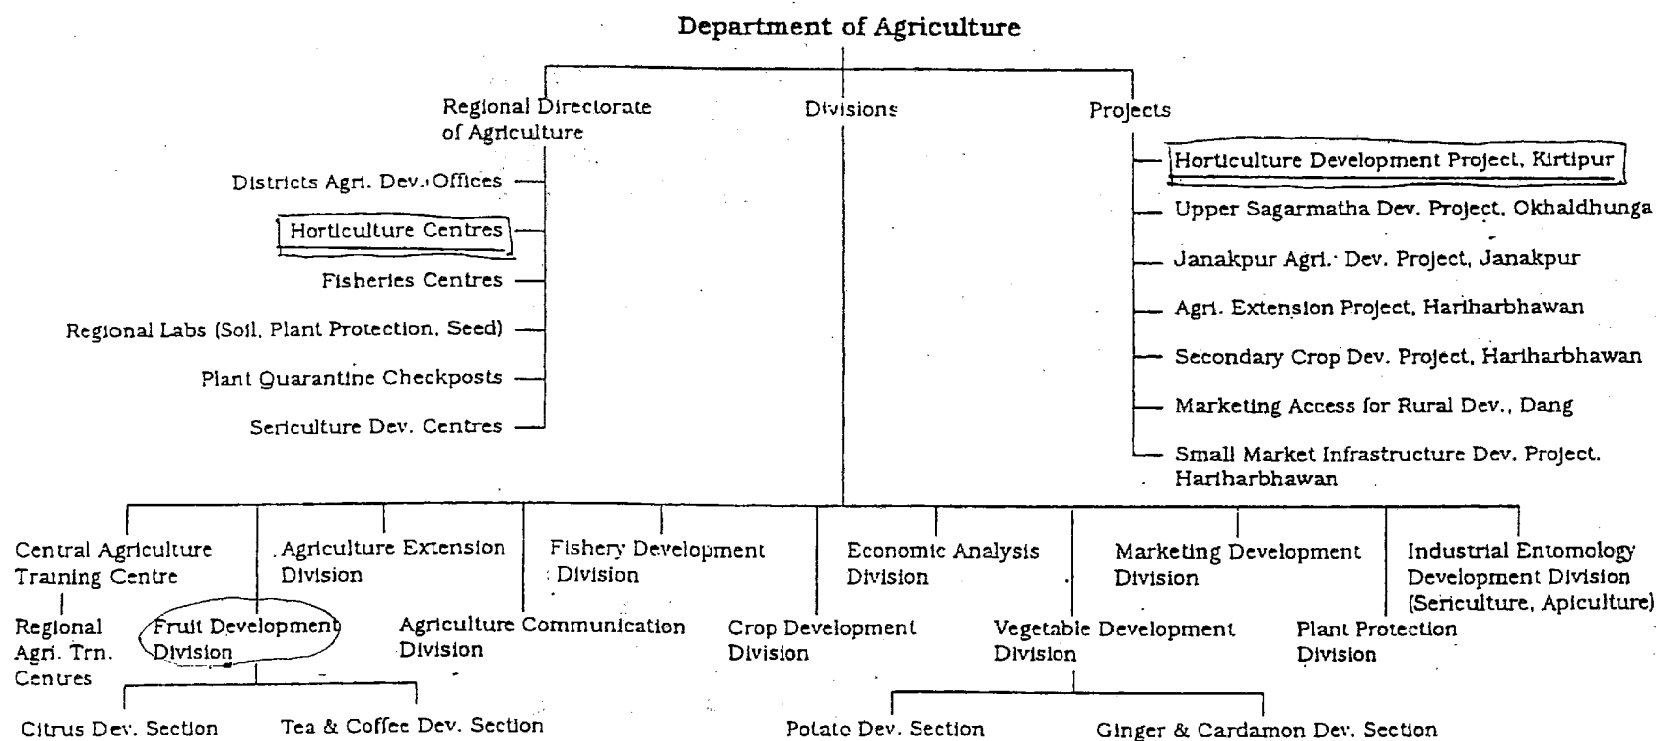 Department of Agriculture
Regional Directorate
of Agriculture
Divisions
Projects
Districts Agri. Dev. Offices
Horticulture Centres
Fisheries Centres
Regional Labs (Soil, Plant Protection, Seed)
Plant Quarantine Checkposts
Sericulture Dev. Centres
Horticulture Development Project, Kirtipur
Upper Sagarmatha Dev. Project, Okhaldhunga
Janakpur Agri. Dev. Project, Janakpur
Agri. Extension Project, Hariharbhawan
Secondary Crop Dev. Project, Hariharbhawan
Marketing Access for Rural Dev., Dang
Small Market Infrastructure Dev. Project.
Hariharbhawan
Central Agriculture
Training Centre
Agriculture Extension
Division
Fishery Development
Division
Economic Analysis
Division
Marketing Development
Division
Industrial Entomology
Development Division
(Sericulture, Apiculture)
Regional
Agri. Trn.
Centres
Fruit Development
Division
Agriculture Communication
Division
Crop Development
Division
Vegetable Development
Division
Plant Protection
Division
Citrus Dev. Section
Tea & Coffee Dev. Section
Potato Dev. Section
Ginger & Cardamon Dev. Section